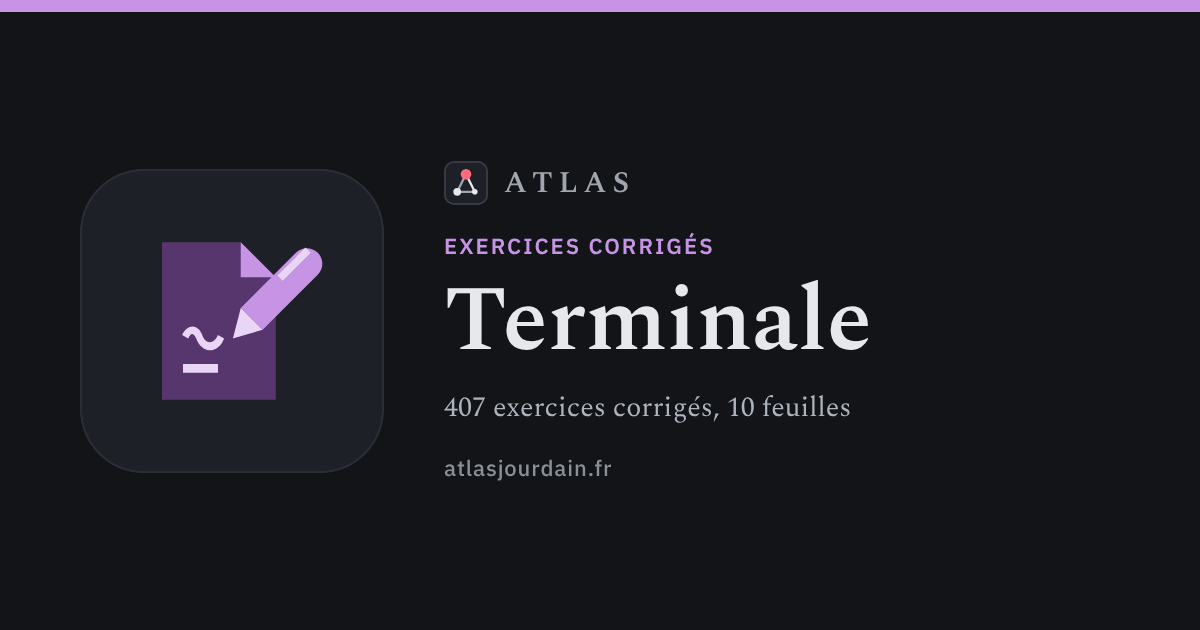 ATLAS
EXERCICES CORRIGÉS
Terminale
407 exercices corrigés, 10 feuilles
atlasjourdain.fr